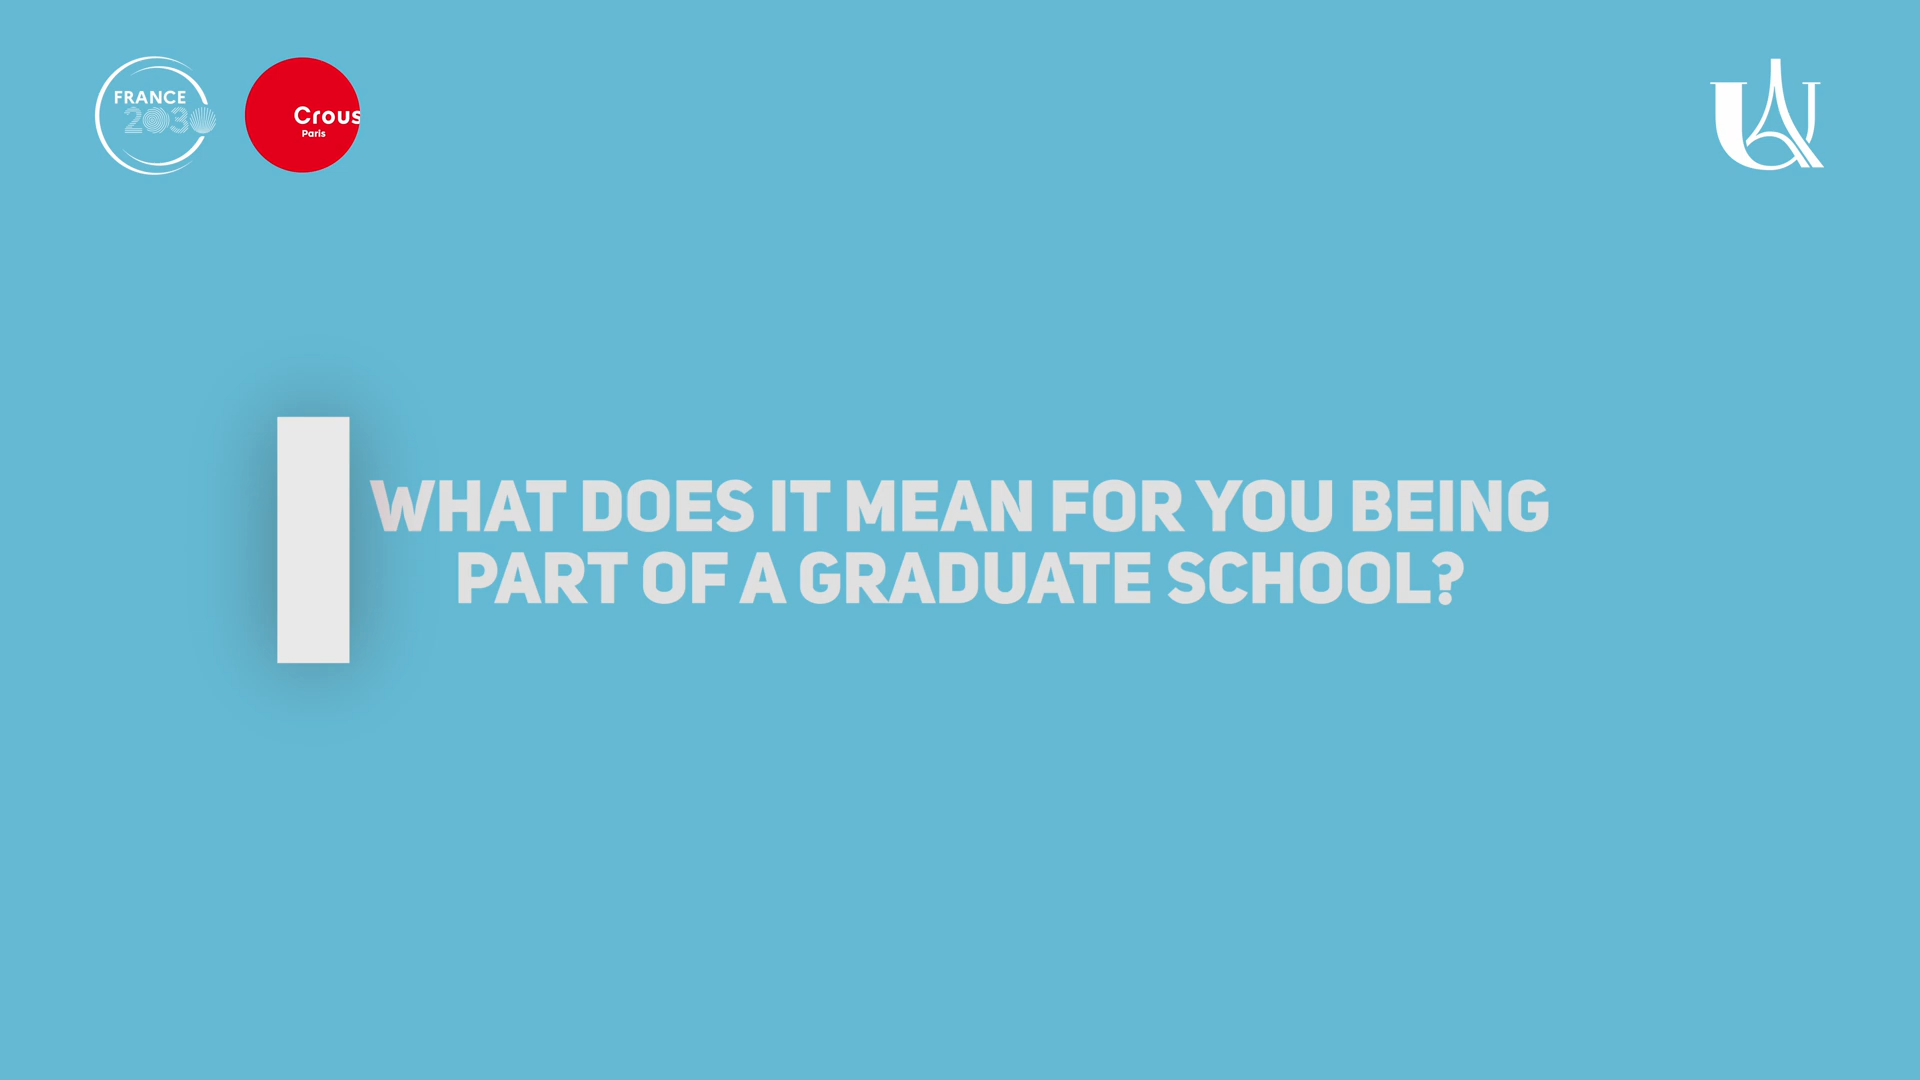 FRANCE
2030
Crous
Paris
WHAT DOES IT MEAN FOR YOU BEING
PART OF A GRADUATE SCHOOL?